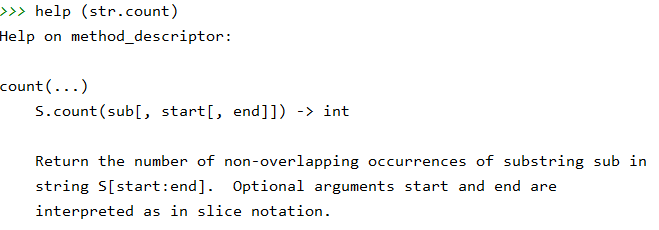 >>> help (str.count)
Help on method_descriptor:
count(...)
S.count(sub[, start[, end]]) -> int
Return the number of non-overlapping occurrences of substring sub in
string S[start:end].  Optional arguments start and end are
interpreted as in slice notation.